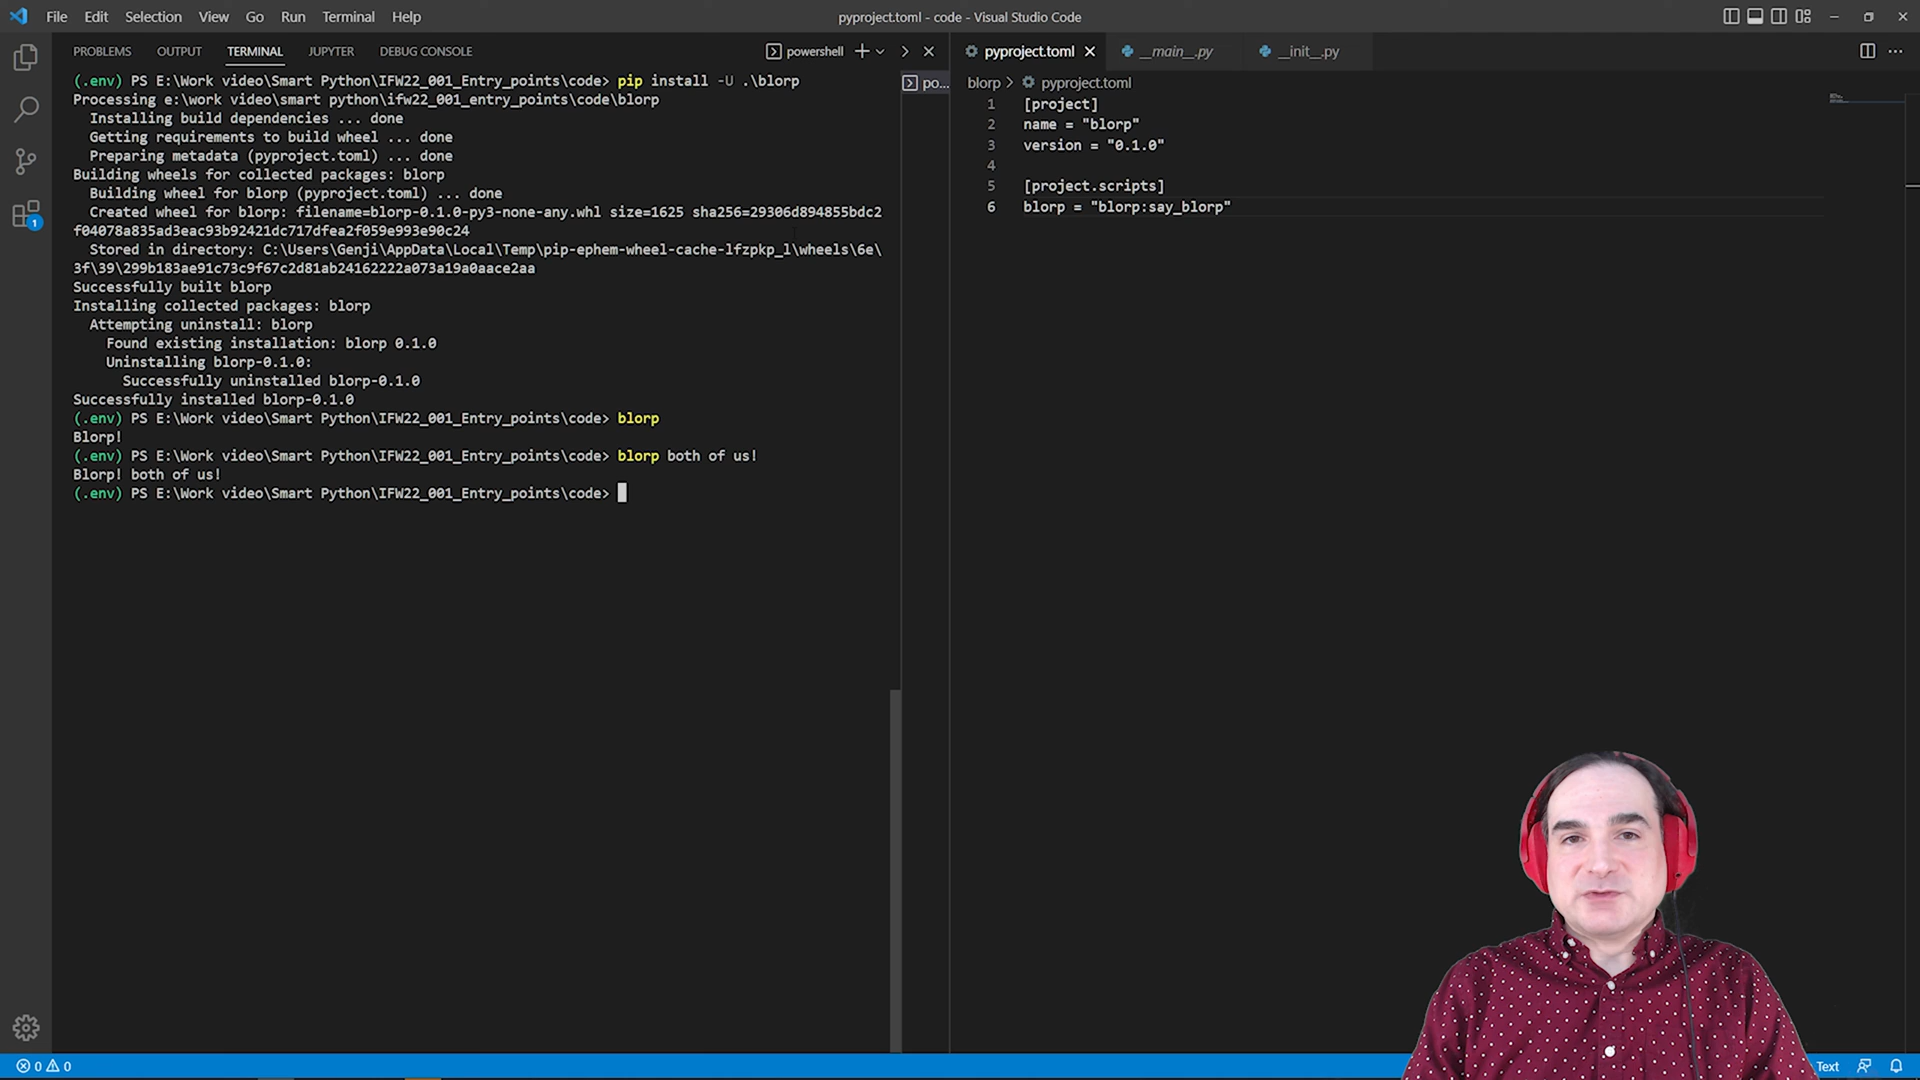 File Edit Selection View Go Run Terminal Help
pyproject.toml - code - Visual Studio Code
PROBLEMS OUTPUT TERMINAL JUPYTER DEBUG CONSOLE
powershell
(.env) PS E:\Work video\Smart Python\IFW22_001_Entry_points\code> pip install -U .\blorp
Processing e:\work video\smart python\ifw22_001_entry_points\code\blorp
Installing build dependencies ... done
Getting requirements to build wheel ... done
Preparing metadata (pyproject.toml) ... done
Building wheels for collected packages: blorp
Building wheel for blorp (pyproject.toml) ... done
Created wheel for blorp: filename=blorp-0.1.0-py3-none-any.whl size=1625 sha256=29306d894855bdc2
f04078a835ad3eac93b92421dc717dfea2f059e993e90c24
Stored in directory: C:\Users\Genji\AppData\Local\Temp\pip-ephem-wheel-cache-lfzpkp_l\wheels\6e\
3f\39\299b183ae91c73c9f67c2d81ab24162222a073a19a0aace2aa
Successfully built blorp
Installing collected packages: blorp
Attempting uninstall: blorp
Found existing installation: blorp 0.1.0
Uninstalling blorp-0.1.0:
Successfully uninstalled blorp-0.1.0
Successfully installed blorp-0.1.0
(.env) PS E:\Work video\Smart Python\IFW22_001_Entry_points\code> blorp
Blorp!
(.env) PS E:\Work video\Smart Python\IFW22_001_Entry_points\code> blorp both of us!
Blorp! both of us!
(.env) PS E:\Work video\Smart Python\IFW22_001_Entry_points\code>
po...
pyproject.toml __main__.py __init__.py
blorp > pyproject.toml
1 [project]
2 name = "blorp"
3 version = "0.1.0"
4
5 [project.scripts]
6 blorp = "blorp:say_blorp"
1
0 0
Text